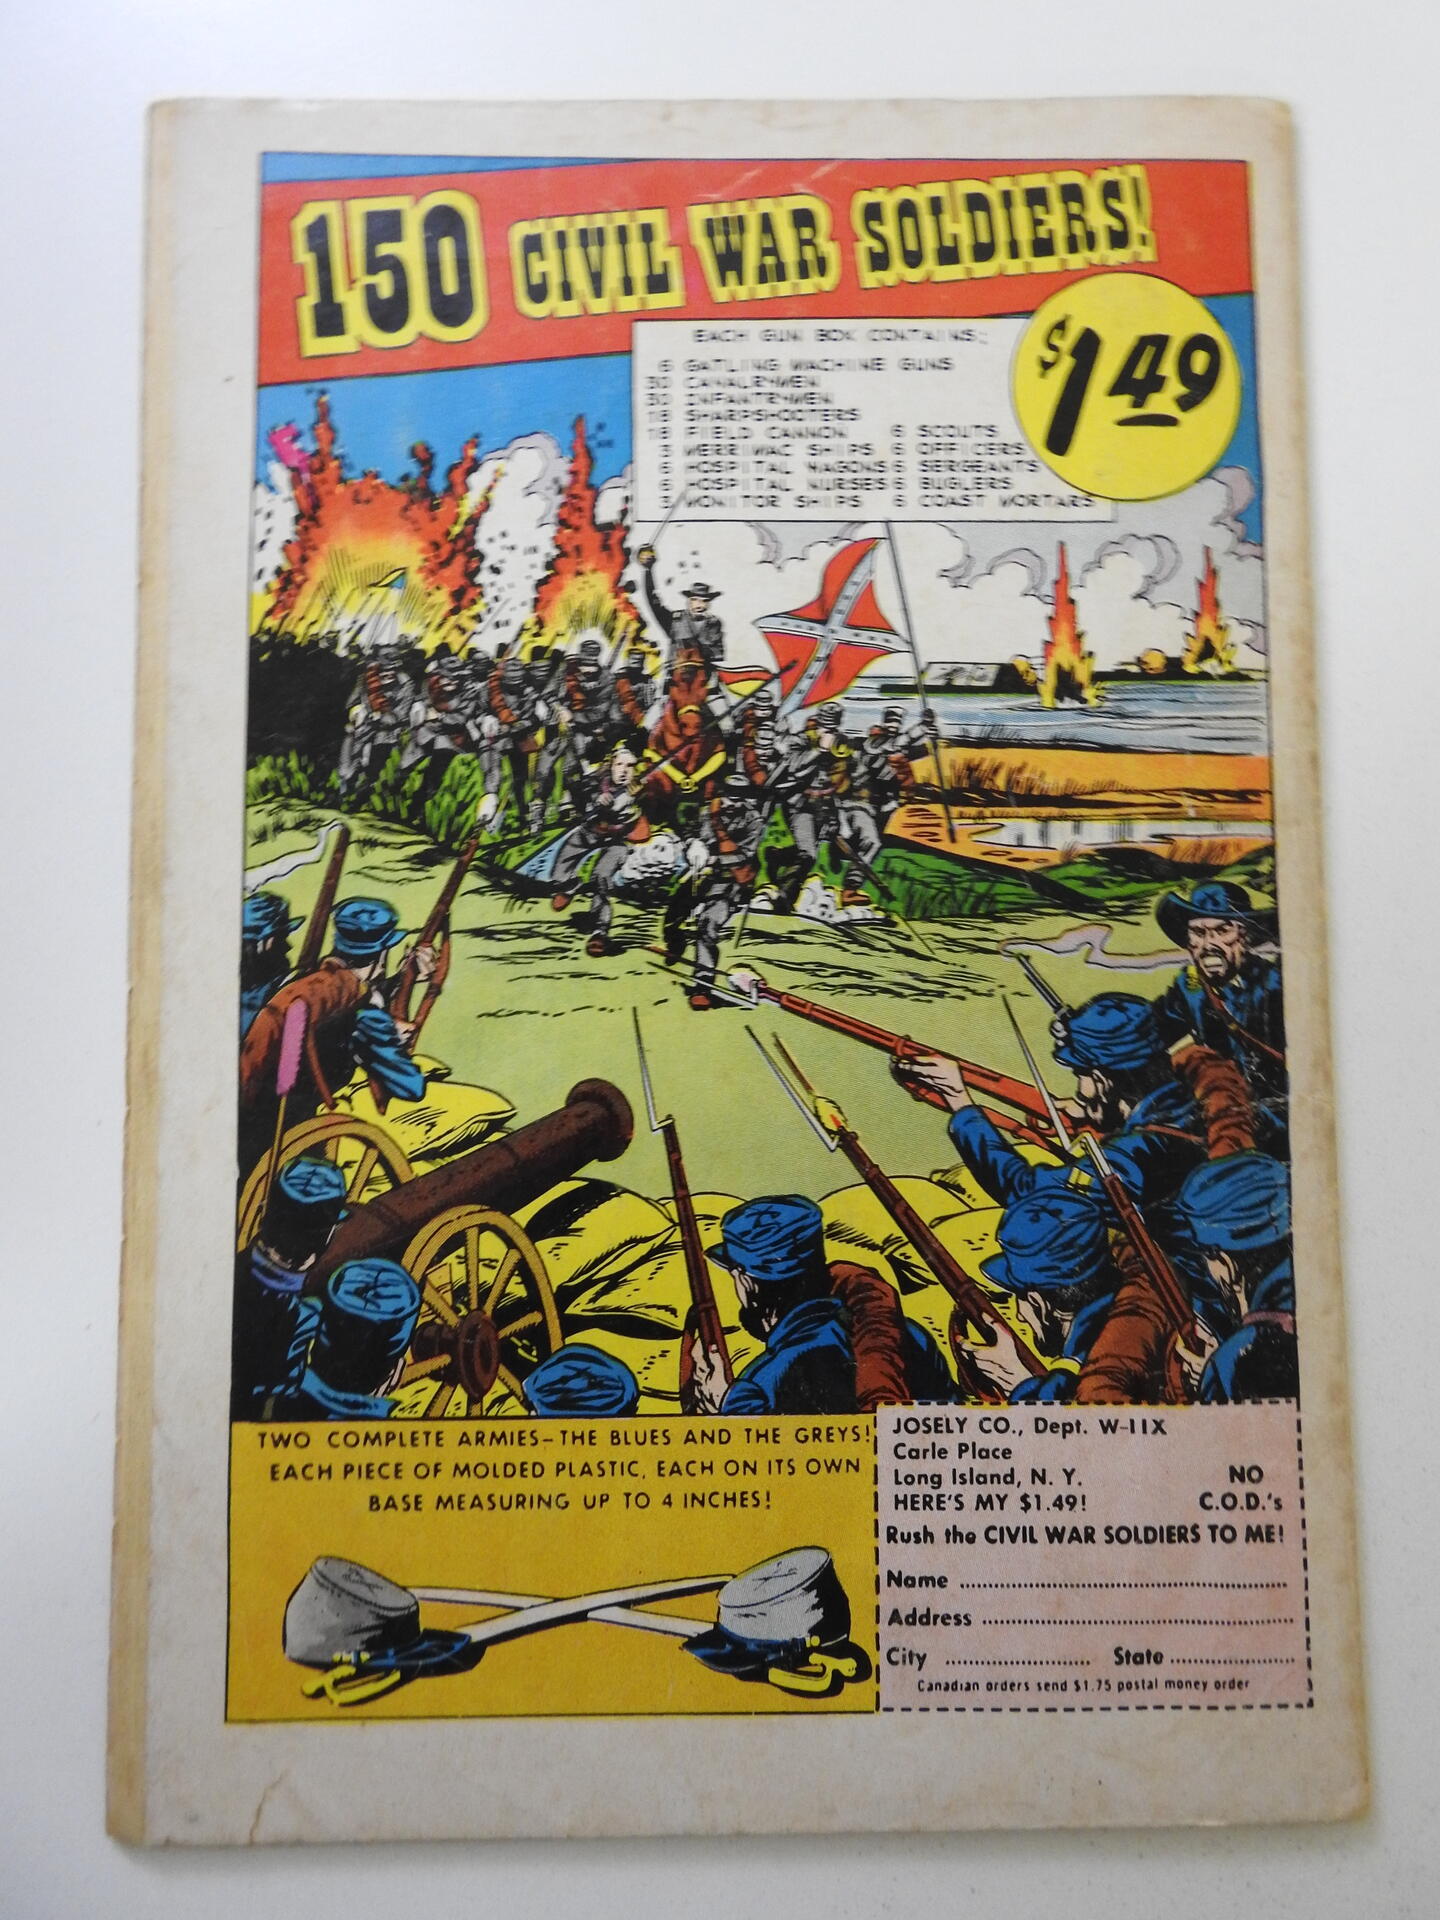 150 CIVIL WAR SOLDIERS!
$1.49
EACH GUN BOX CONTAINS:
6 GATLING MACHINE GUNS
30 CAVALRYMEN
30 INFANTRYMEN
18 SHARPSHOOTERS
18 FIELD CANNON 6 SCOUTS
3 MERRIMAC SHIPS 6 OFFICERS
6 HOSPITAL WAGONS 6 SERGEANTS
6 HOSPITAL NURSES 6 BUGLERS
3 MONITOR SHIPS 6 COAST MORTARS
TWO COMPLETE ARMIES—THE BLUES AND THE GREYS!
EACH PIECE OF MOLDED PLASTIC, EACH ON ITS OWN
BASE MEASURING UP TO 4 INCHES!
JOSELY CO., Dept. W-11X
Carle Place
Long Island, N. Y. NO
HERE'S MY $1.49! C.O.D.'s
Rush the CIVIL WAR SOLDIERS TO ME!
Name
Address
City State
Canadian orders send $1.75 postal money order